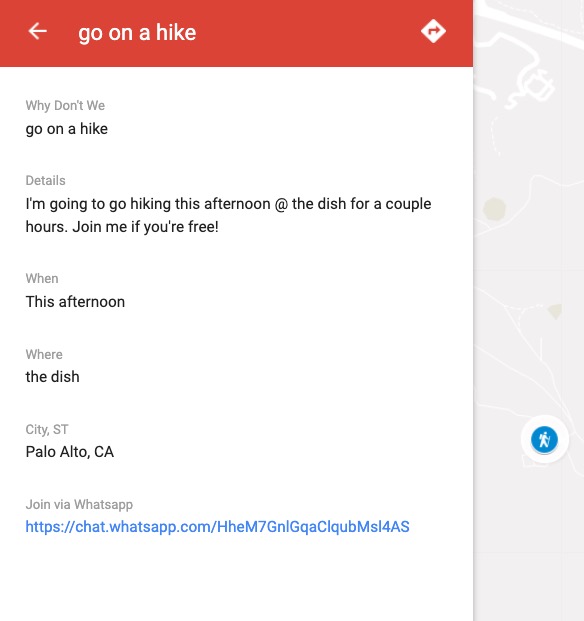 go on a hike
Why Don't We
go on a hike
Details
I'm going to go hiking this afternoon @ the dish for a couple
hours. Join me if you're free!
When
This afternoon
Where
the dish
City, ST
Palo Alto, CA
Join via Whatsapp
https://chat.whatsapp.com/HheM7GnlGqaClqubMsl4AS